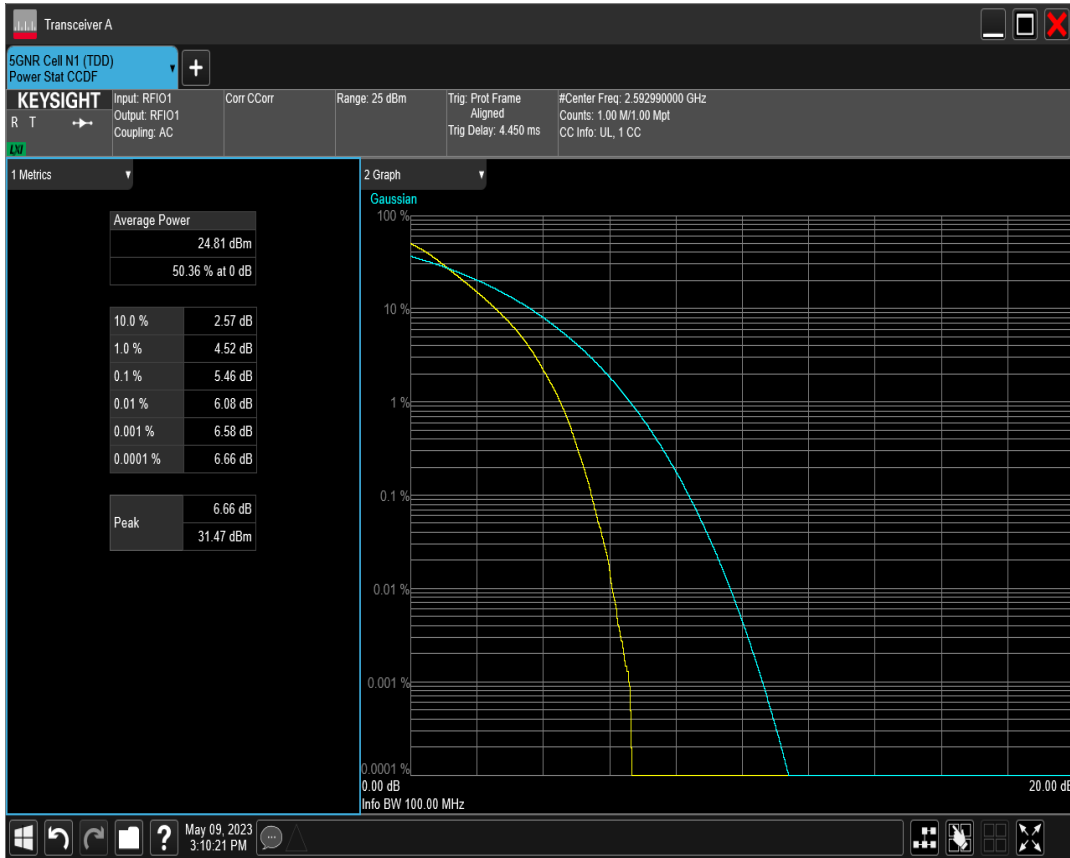 Transceiver A
5GNR Cell N1 (TDD)
Power Stat CCDF
+
KEYSIGHT
R T
LXI
Input: RFIO1
Output: RFIO1
Coupling: AC
Corr CCorr
Range: 25 dBm
Trig: Prot Frame
Aligned
Trig Delay: 4.450 ms
#Center Freq: 2.592990000 GHz
Counts: 1.00 M/1.00 Mpt
CC Info: UL, 1 CC
1 Metrics
Average Power
24.81 dBm
50.36 % at 0 dB
10.0 % 2.57 dB
1.0 % 4.52 dB
0.1 % 5.46 dB
0.01 % 6.08 dB
0.001 % 6.58 dB
0.0001 % 6.66 dB
Peak
6.66 dB
31.47 dBm
2 Graph
Gaussian
100 %
10 %
1 %
0.1 %
0.01 %
0.001 %
0.0001 %
0.00 dB
20.00 dB
Info BW 100.00 MHz
?
May 09, 2023
3:10:21 PM